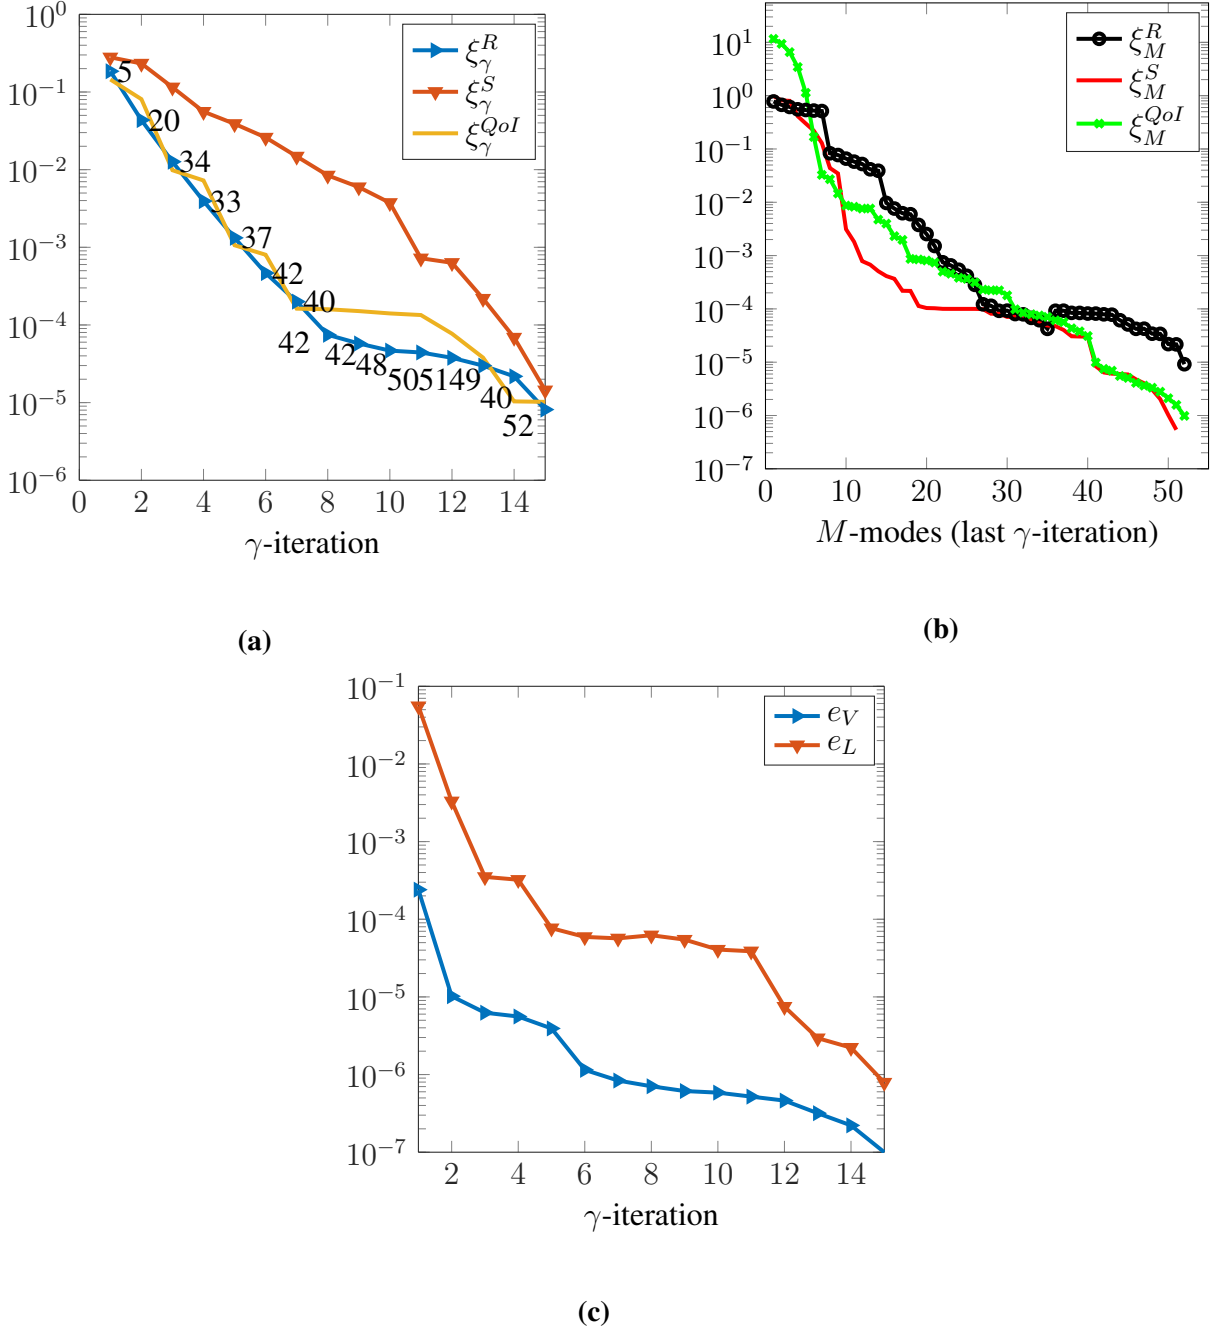 10^0
10^-1
10^-2
10^-3
10^-4
10^-5
10^-6
0 2 4 6 8 10 12 14
γ-iteration
ξ_γ^R
ξ_γ^S
ξ_γ^QoI
5
20
34
33
37
42
40
42
42
48
50
51
49
40
52
(a)
10^1
10^0
10^-1
10^-2
10^-3
10^-4
10^-5
10^-6
10^-7
0 10 20 30 40 50
M-modes (last γ-iteration)
ξ_M^R
ξ_M^S
ξ_M^QoI
(b)
10^-1
10^-2
10^-3
10^-4
10^-5
10^-6
10^-7
2 4 6 8 10 12 14
γ-iteration
e_V
e_L
(c)